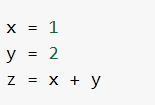 x = 1
y = 2
z = x + y